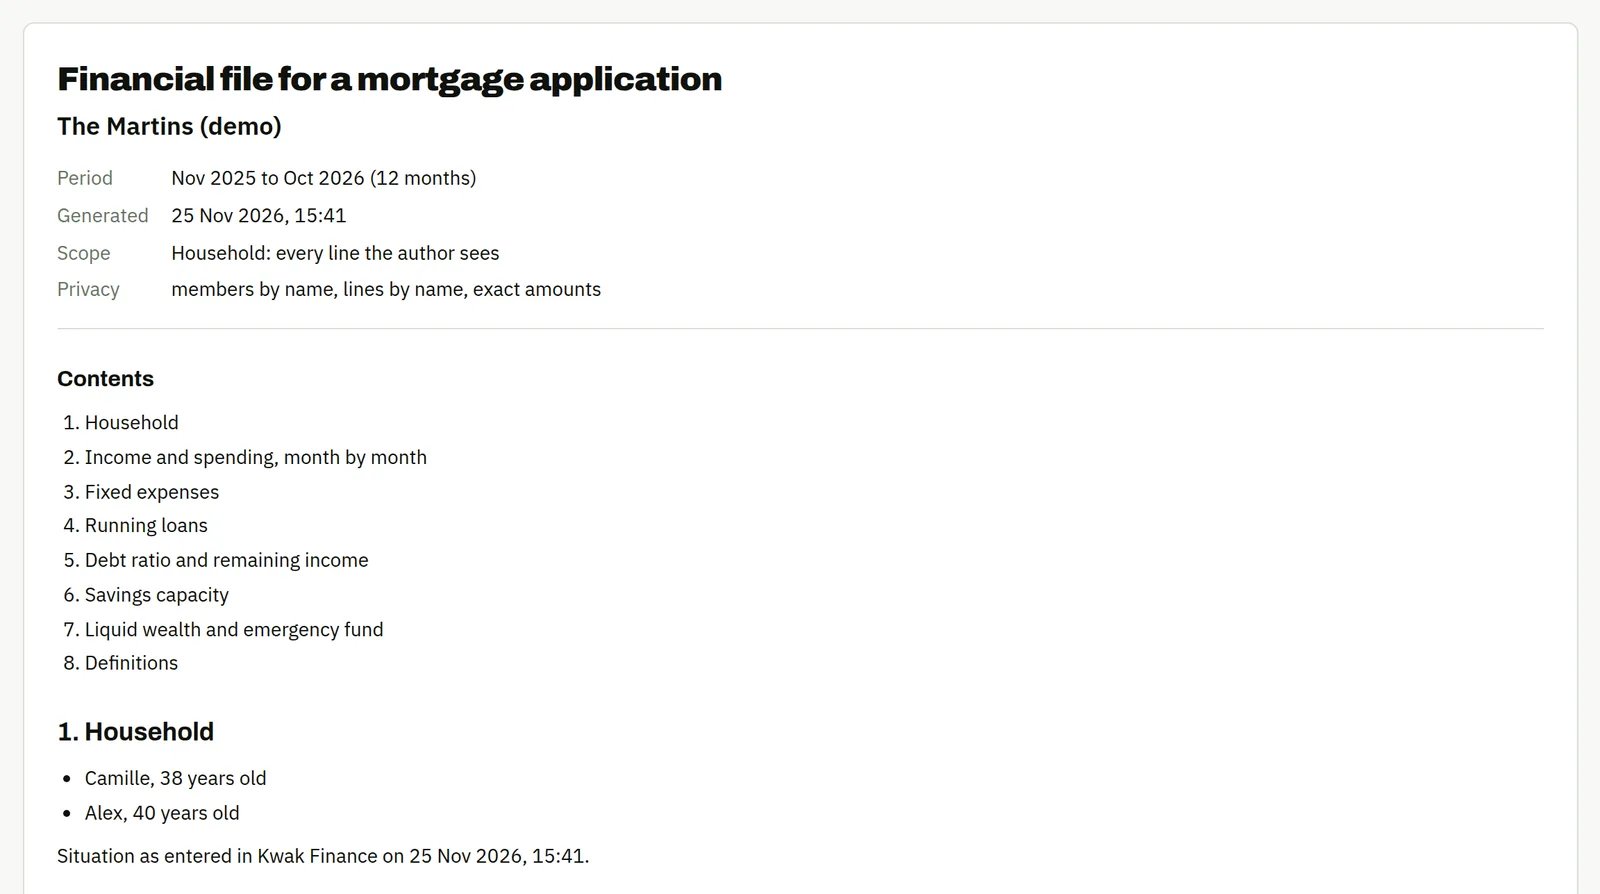 Financial file for a mortgage application
The Martins (demo)
Period Nov 2025 to Oct 2026 (12 months)
Generated 25 Nov 2026, 15:41
Scope Household: every line the author sees
Privacy members by name, lines by name, exact amounts
Contents
1. Household
2. Income and spending, month by month
3. Fixed expenses
4. Running loans
5. Debt ratio and remaining income
6. Savings capacity
7. Liquid wealth and emergency fund
8. Definitions
1. Household
• Camille, 38 years old
• Alex, 40 years old
Situation as entered in Kwak Finance on 25 Nov 2026, 15:41.